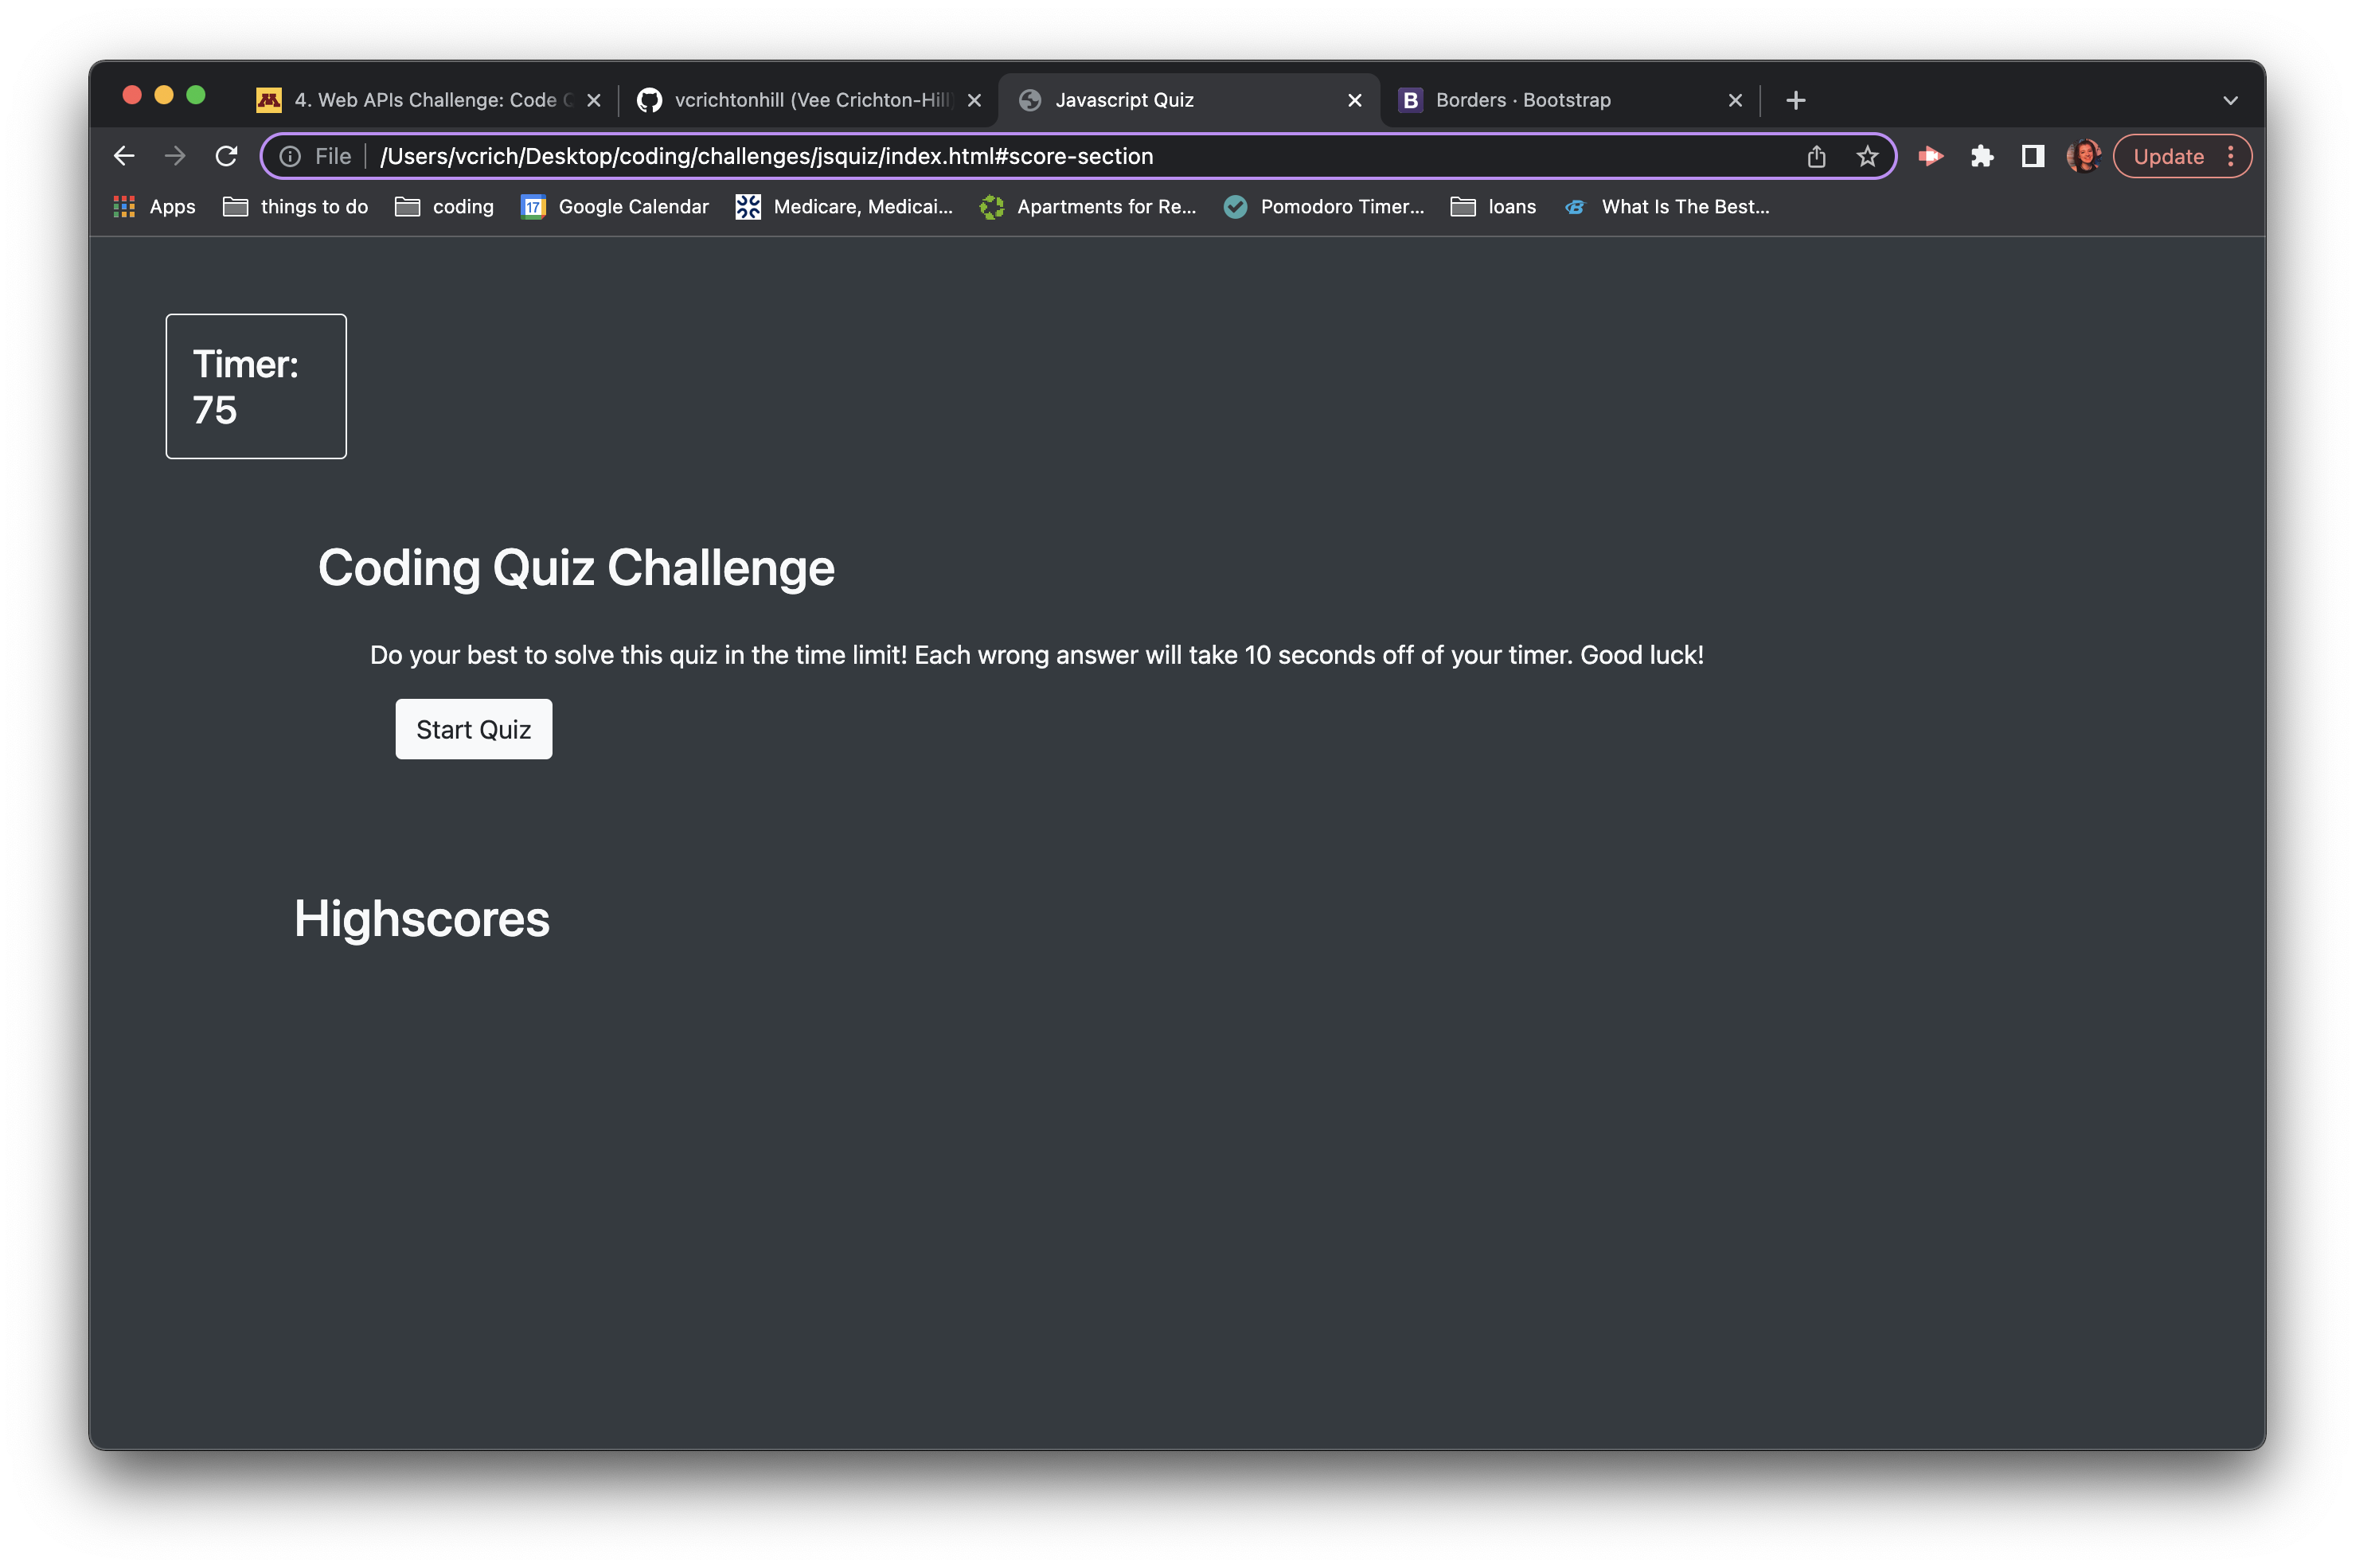 4. Web APIs Challenge: Code
vcrichtonhill (Vee Crichton-Hill)
Javascript Quiz
B Borders · Bootstrap
File /Users/vcrich/Desktop/coding/challenges/jsquiz/index.html#score-section
Update
Apps things to do coding 17 Google Calendar Medicare, Medicai... Apartments for Re... Pomodoro Timer... loans What Is The Best...
Timer:
75
Coding Quiz Challenge
Do your best to solve this quiz in the time limit! Each wrong answer will take 10 seconds off of your timer. Good luck!
Start Quiz
Highscores